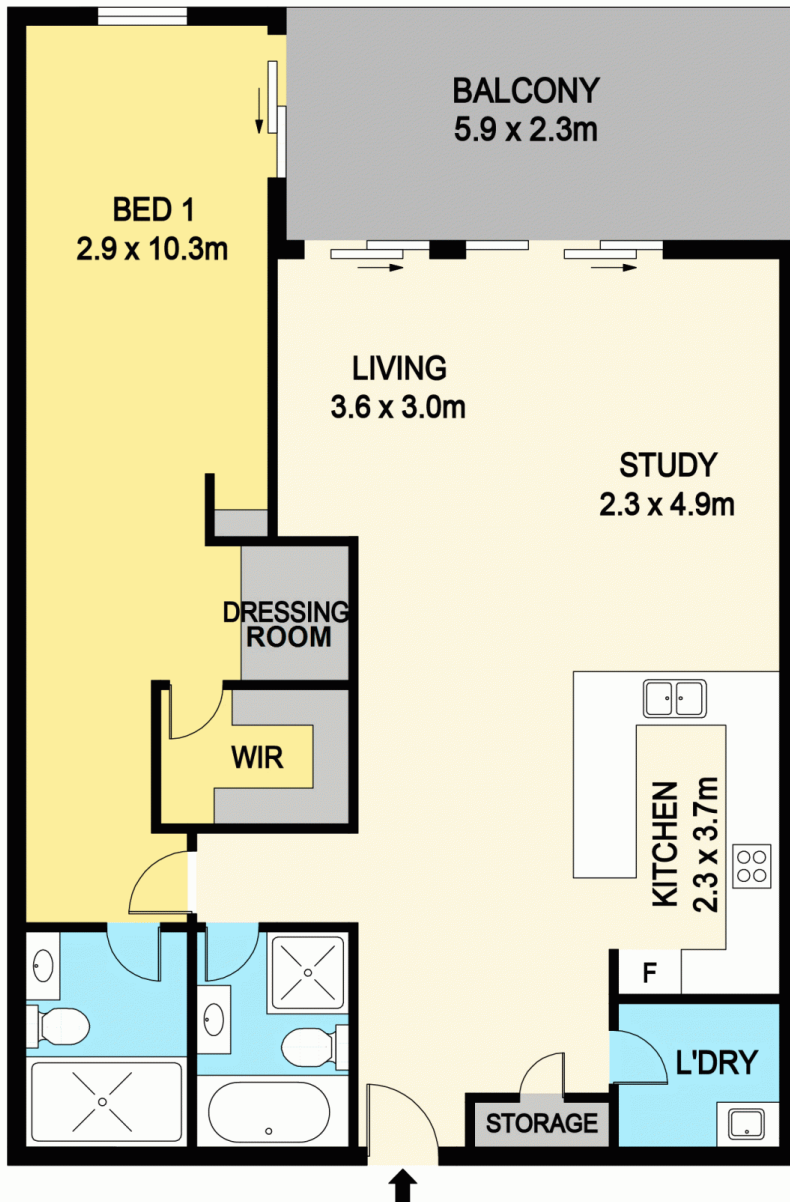 BALCONY
5.9 x 2.3m
BED 1
2.9 x 10.3m
LIVING
3.6 x 3.0m
STUDY
2.3 x 4.9m
DRESSING
ROOM
WIR
KITCHEN
2.3 x 3.7m
F
L'DRY
STORAGE